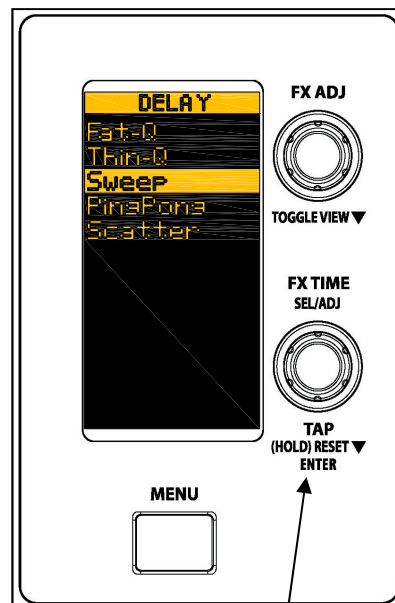 DELAY
Fat-Q
Thin-Q
Sweep
PingPong
Scatter
FX ADJ
TOGGLE VIEW ▼
FX TIME
SEL/ADJ
TAP
(HOLD) RESET ▼
ENTER
MENU